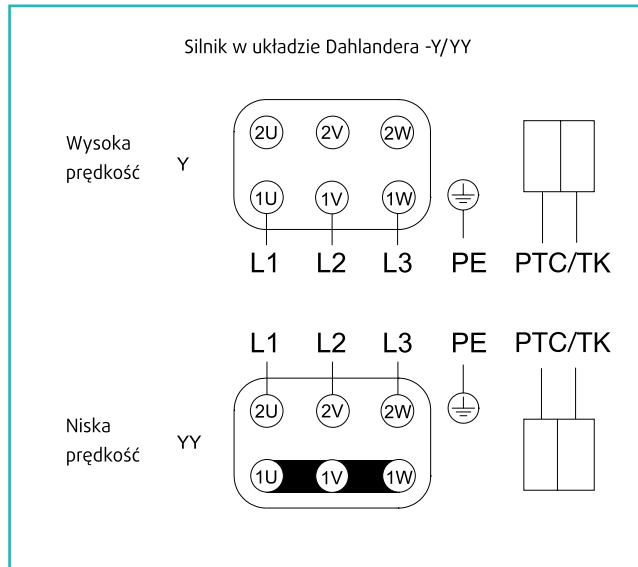 Silnik w układzie Dahlandera -Y/YY
Wysoka
prędkość
Y
2U 2V 2W
1U 1V 1W
L1 L2 L3 PE PTC/TK
L1 L2 L3 PE PTC/TK
Niska
prędkość
YY
2U 2V 2W
1U 1V 1W